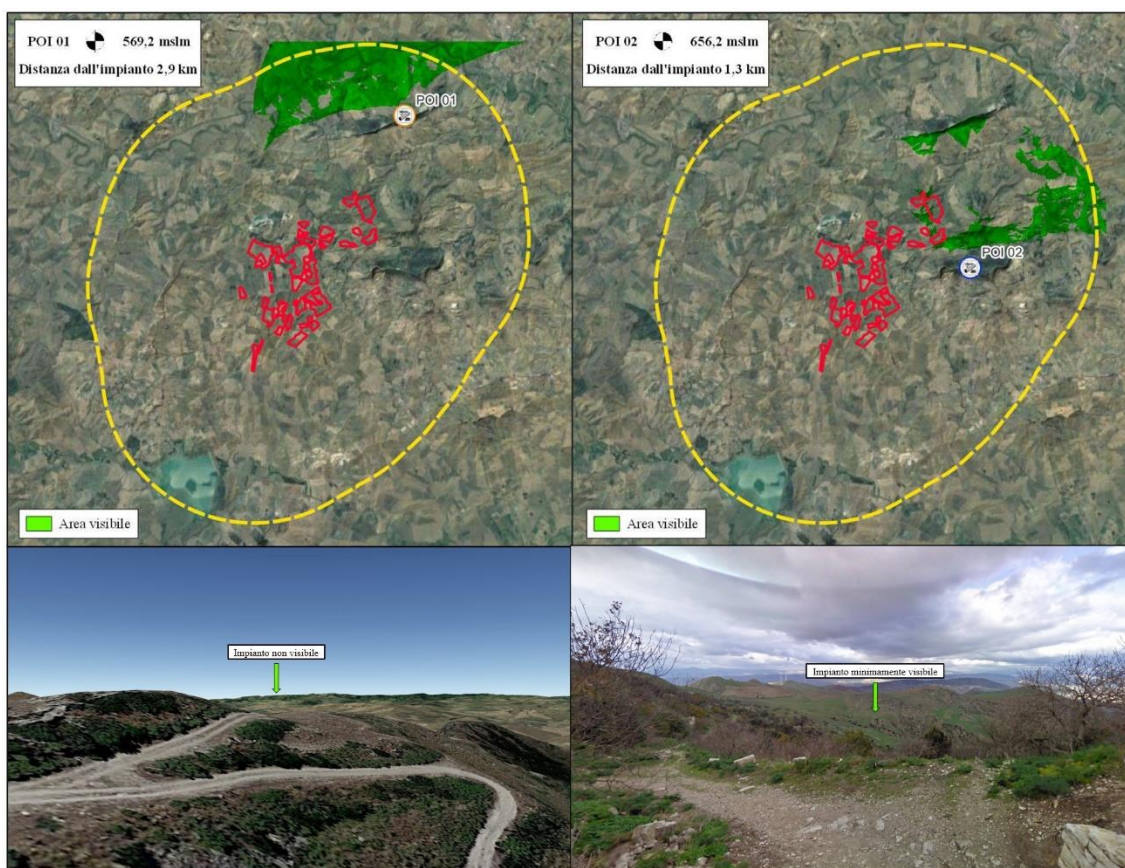 POI 01 569,2 mslm
Distanza dall'impianto 2,9 km
POI 01
Area visibile
POI 02 656,2 mslm
Distanza dall'impianto 1,3 km
POI 02
Area visibile
Impianto non visibile
Impianto minimamente visibile